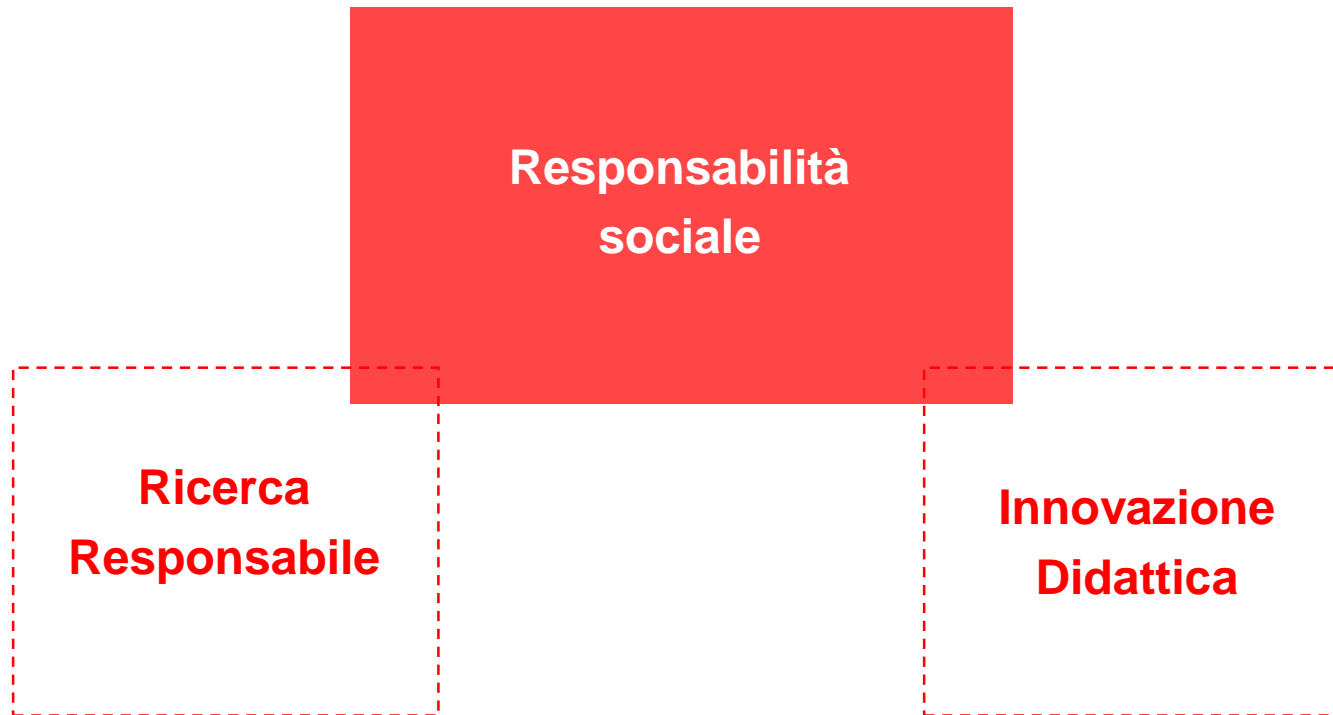 Responsabilità
sociale
Ricerca
Responsabile
Innovazione
Didattica